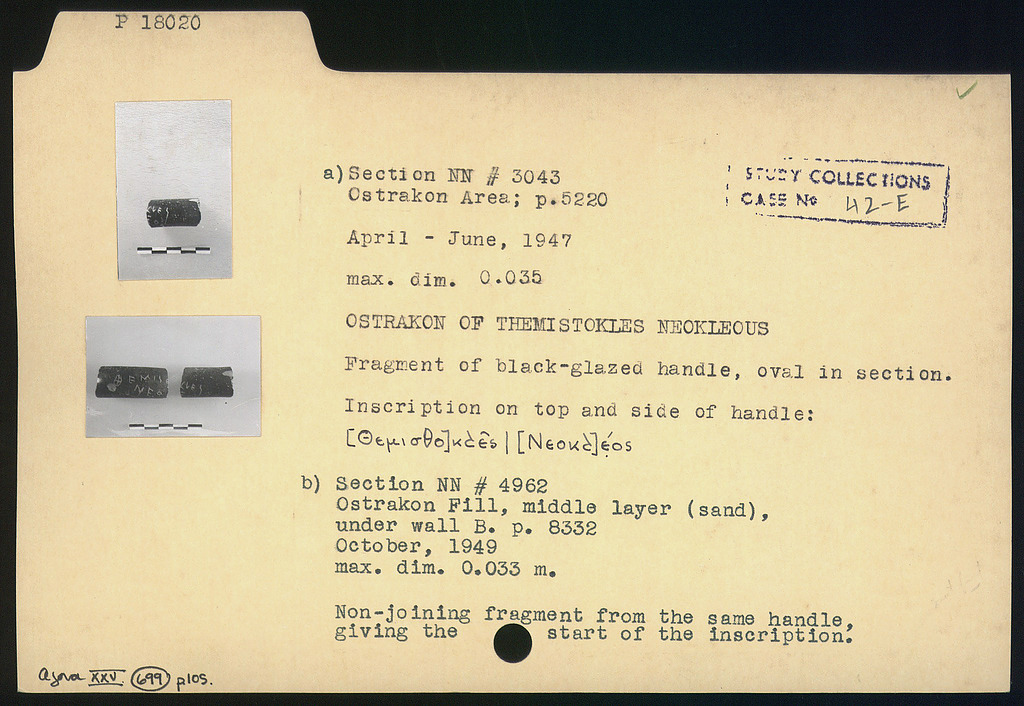 P 18020
a) Section NN # 3043
Ostrakon Area; p.5220
STUDY COLLECTIONS
CASE No 42-E
April - June, 1947
max. dim. 0.035
OSTRAKON OF THEMISTOKLES NEOKLEOUS
Fragment of black-glazed handle, oval in section.
Inscription on top and side of handle:
[Θεμισθο]κλε̑ς | [Νεοκλ]έος
b) Section NN # 4962
Ostrakon Fill, middle layer (sand),
under wall B. p. 8332
October, 1949
max. dim. 0.033 m.
Non-joining fragment from the same handle,
giving the start of the inscription.
Agora XXV. 699 p105.